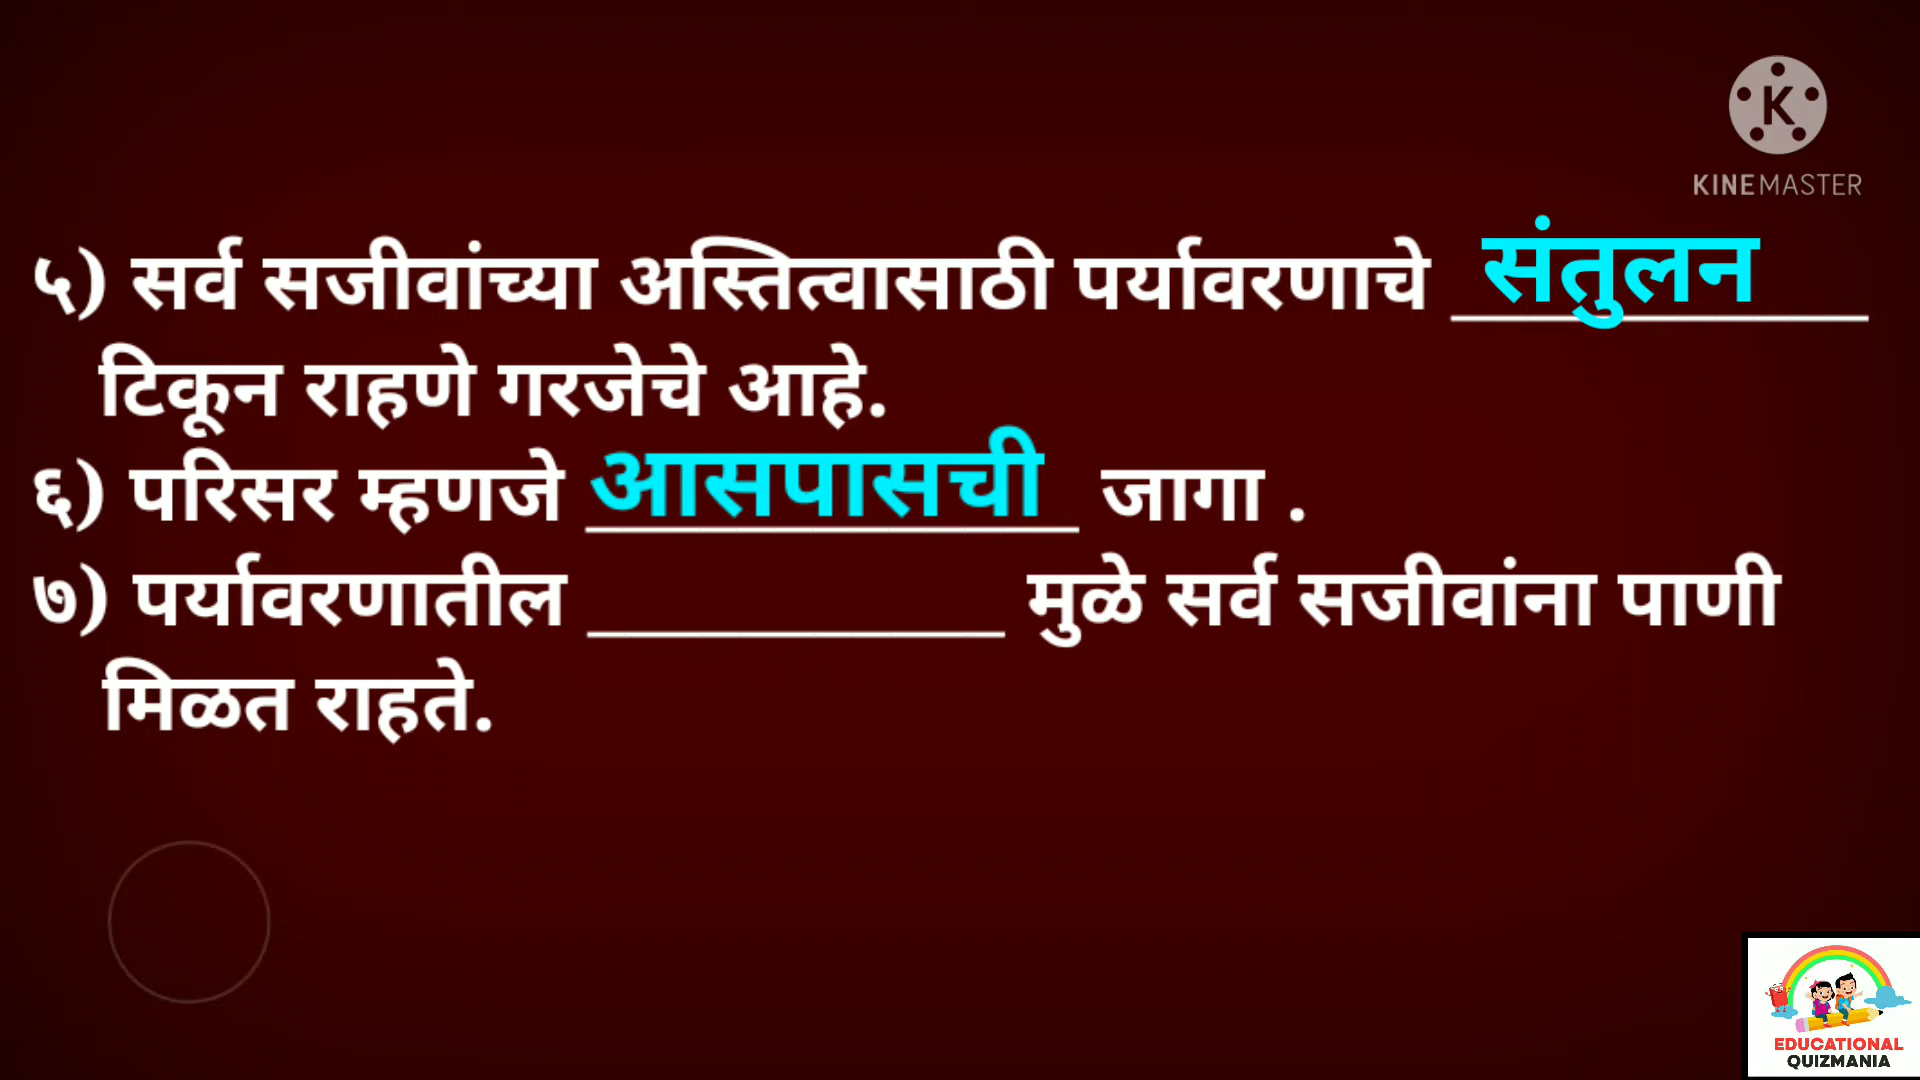 KINEMASTER
५) सर्व सजीवांच्या अस्तित्वासाठी पर्यावरणाचे संतुलन
टिकून राहणे गरजेचे आहे.
६) परिसर म्हणजे आसपासची जागा .
७) पर्यावरणातील __________ मुळे सर्व सजीवांना पाणी
मिळत राहते.
EDUCATIONAL
QUIZMANIA